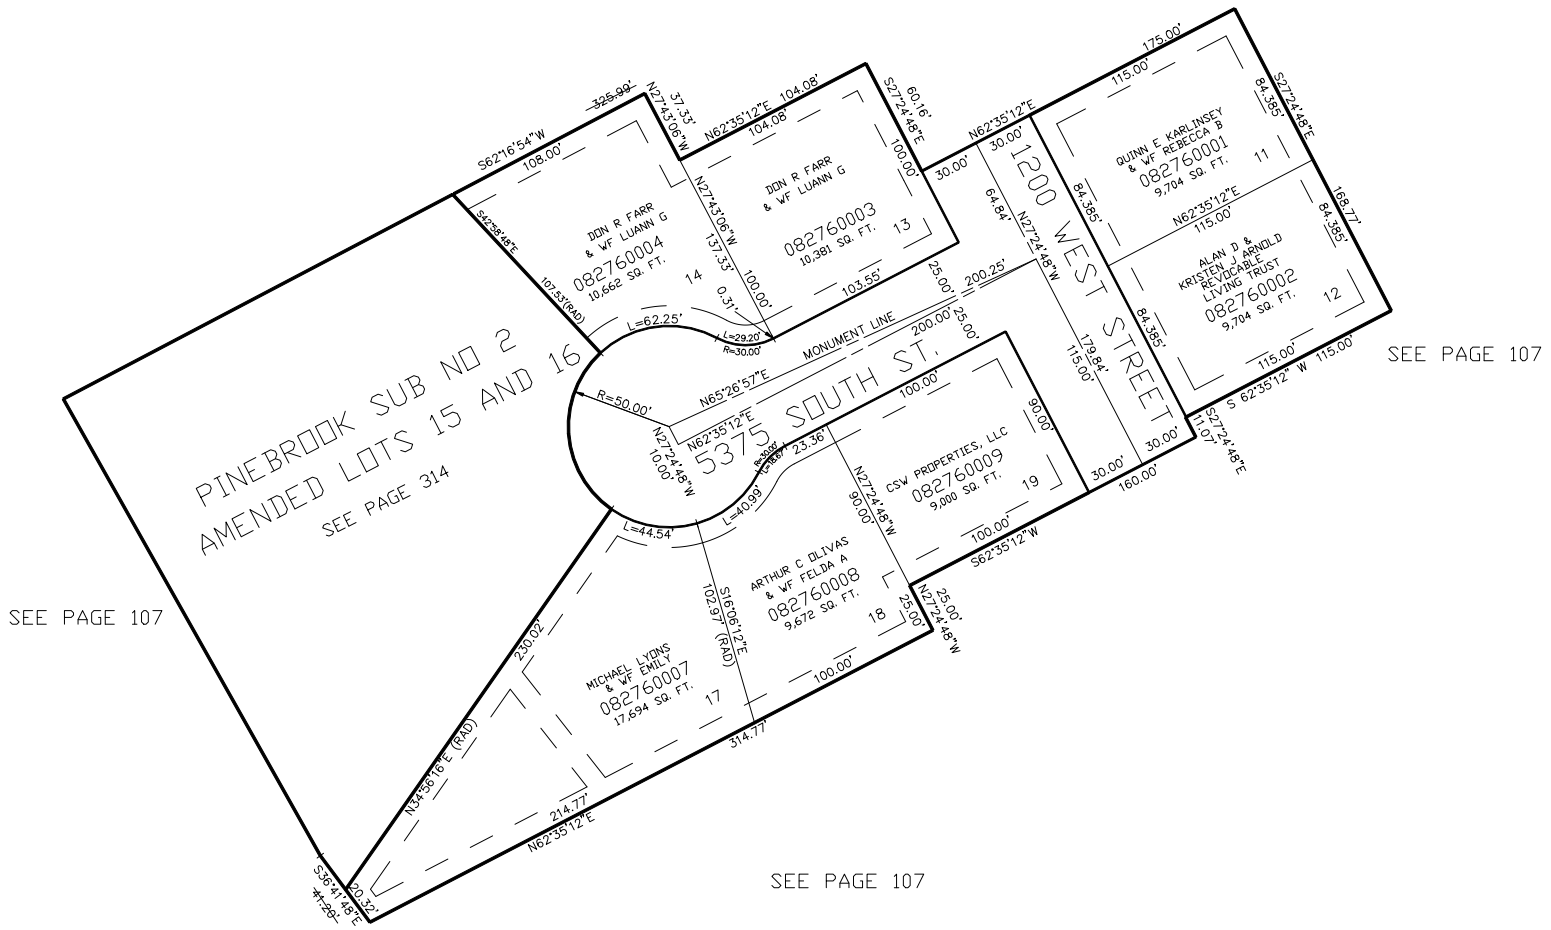 175.00'
115.00'
84.385'
S27°24'48"E
QUINN E KARLINSEY
& WF REBECCA B
082760001
9,704 SQ. FT.
11
84.385'
N62°35'12"E
115.00'
168.77'
84.385'
ALAN D &
KRISTEN J ARNOLD
REVOCABLE
LIVING TRUST
082760002
9,704 SQ. FT.
12
84.385'
115.00'
S 62°35'12" W 115.00'
S27°24'48"E
11.07'
SEE PAGE 107
325.99'
37.33'
N27°43'06"W
S62°16'54"W
108.00'
N62°35'12"E 104.08'
104.08'
S27°24'48"E
60.16'
100.00'
N62°35'12"E
30.00'
30.00'
1200 WEST STREET
64.84'
N27°24'48"W
179.84'
115.00'
DON R FARR
& WF LUANN G
082760003
10,381 SQ. FT.
13
N27°43'06"W
137.33'
100.00'
0.31'
103.55'
25.00'
200.25'
DON R FARR
& WF LUANN G
082760004
10,662 SQ. FT.
14
S42°58'48"E
107.53'(RAD)
L=62.25'
L=29.20'
R=30.00'
MONUMENT LINE
200.00'
25.00'
N65°26'57"E
N62°35'12"E
R=50.00'
N27°24'48"W
10.00'
5375 SOUTH ST.
PINEBROOK SUB NO 2
AMENDED LOTS 15 AND 16
SEE PAGE 314
R=30.00'
L=18.67'
23.36'
100.00'
90.00'
CSW PROPERTIES, LLC
082760009
9,000 SQ. FT.
19
30.00'
30.00'
160.00'
100.00'
S62°35'12"W
N27°24'48"W
90.00'
L=40.99'
L=44.54'
ARTHUR C OLIVAS
& WF FELDA A
082760008
9,672 SQ. FT.
18
25.00'
25.00'
N27°24'48"W
S16°06'12"E
102.97' (RAD)
100.00'
314.77'
MICHAEL LYONS
& WF EMILY
082760007
17,694 SQ. FT.
17
230.02'
N34°56'16"E (RAD)
214.77'
N62°35'12"E
20.32'
S36°41'48"E
41.20'
SEE PAGE 107
SEE PAGE 107